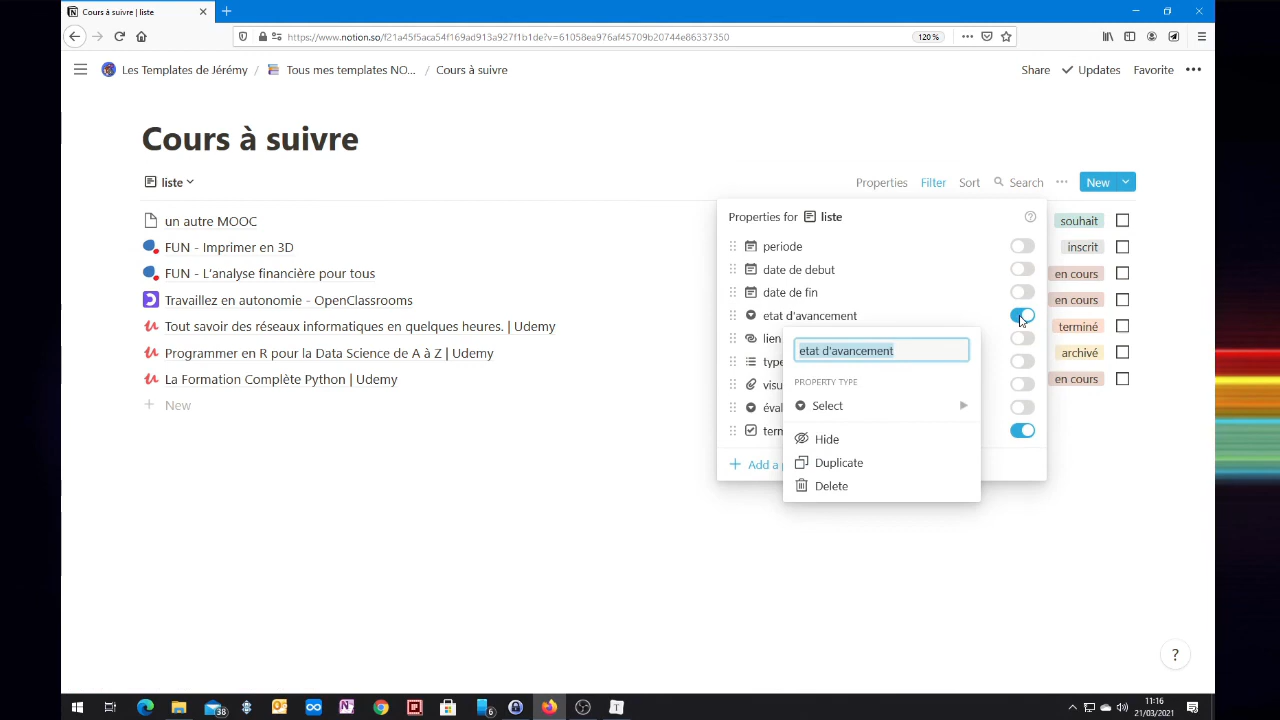 Cours à suivre | liste
https://www.notion.so/f21a45f5aca54f169ad913a927f1b1de?v=61058ea976af45709b20744e86337350
120 %
Les Templates de Jérémy / Tous mes templates NO... / Cours à suivre
Share Updates Favorite
Cours à suivre
liste
Properties Filter Sort Search New
un autre MOOC
souhait
FUN - Imprimer en 3D
inscrit
FUN - L'analyse financière pour tous
en cours
Travaillez en autonomie - OpenClassrooms
en cours
Tout savoir des réseaux informatiques en quelques heures. | Udemy
terminé
Programmer en R pour la Data Science de A à Z | Udemy
archivé
La Formation Complète Python | Udemy
en cours
New
Properties for liste
periode
date de debut
date de fin
etat d'avancement
lien
type
visu
éval
term
Add a
etat d'avancement
PROPERTY TYPE
Select
Hide
Duplicate
Delete
?
38
6
11:16
21/03/2021